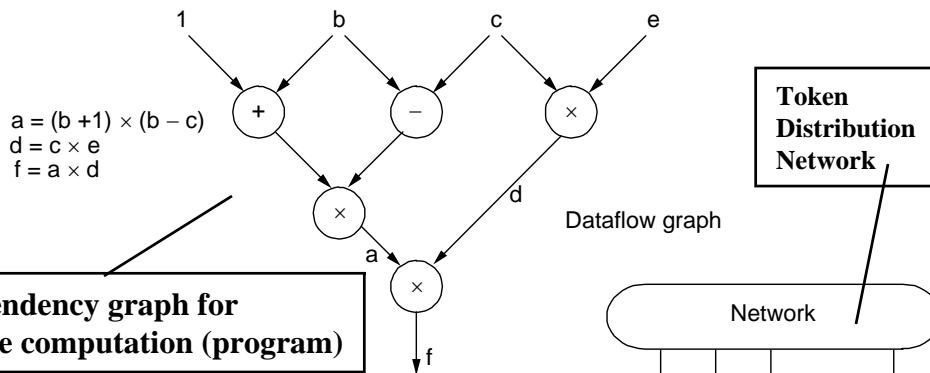 1 b c e
+ − ×
a = (b +1) × (b − c)
d = c × e
f = a × d
Token
Distribution
Network
×
d
Dataflow graph
a
×
endency graph for
e computation (program)
Network
f